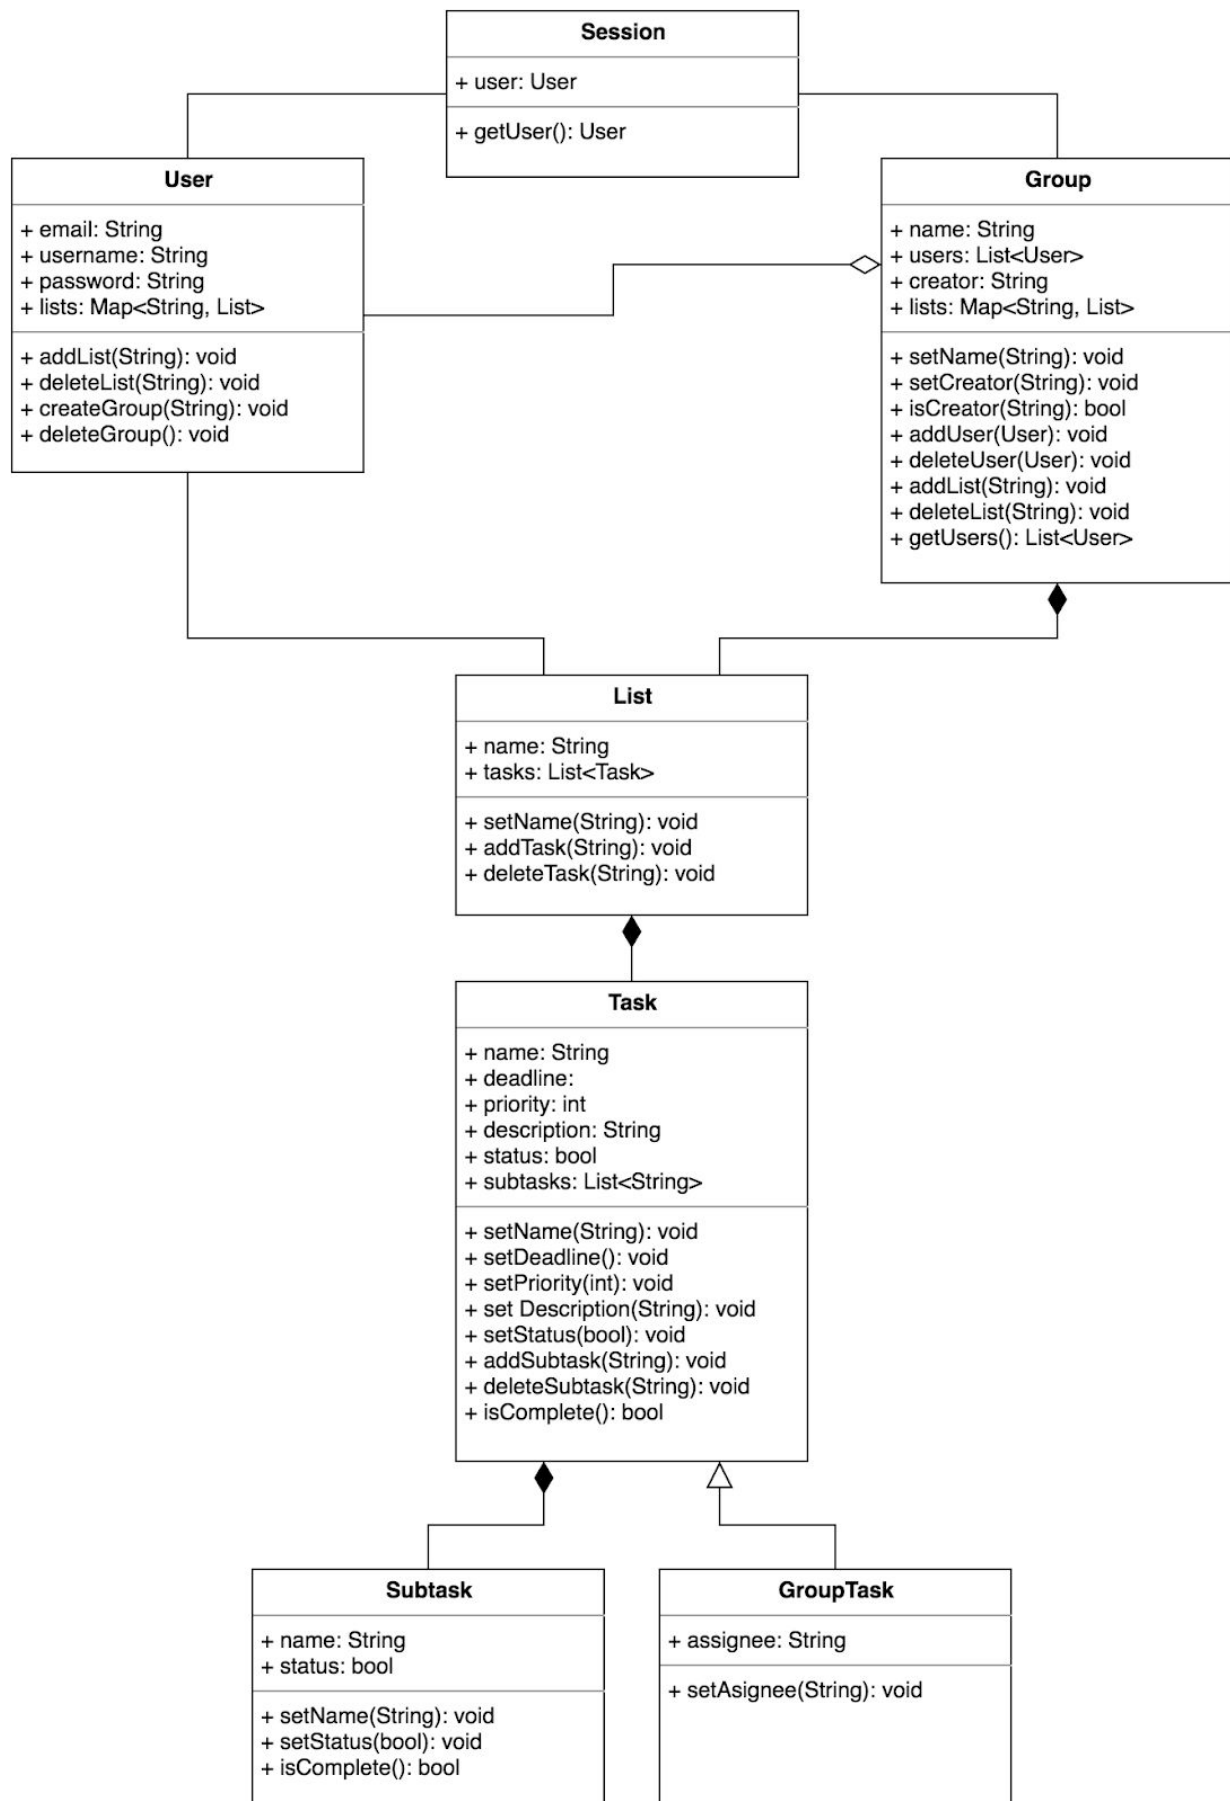 Session
+ user: User
+ getUser(): User
User
+ email: String
+ username: String
+ password: String
+ lists: Map<String, List>
+ addList(String): void
+ deleteList(String): void
+ createGroup(String): void
+ deleteGroup(): void
Group
+ name: String
+ users: List<User>
+ creator: String
+ lists: Map<String, List>
+ setName(String): void
+ setCreator(String): void
+ isCreator(String): bool
+ addUser(User): void
+ deleteUser(User): void
+ addList(String): void
+ deleteList(String): void
+ getUsers(): List<User>
List
+ name: String
+ tasks: List<Task>
+ setName(String): void
+ addTask(String): void
+ deleteTask(String): void
Task
+ name: String
+ deadline:
+ priority: int
+ description: String
+ status: bool
+ subtasks: List<String>
+ setName(String): void
+ setDeadline(): void
+ setPriority(int): void
+ set Description(String): void
+ setStatus(bool): void
+ addSubtask(String): void
+ deleteSubtask(String): void
+ isComplete(): bool
Subtask
+ name: String
+ status: bool
+ setName(String): void
+ setStatus(bool): void
+ isComplete(): bool
GroupTask
+ assignee: String
+ setAsignee(String): void